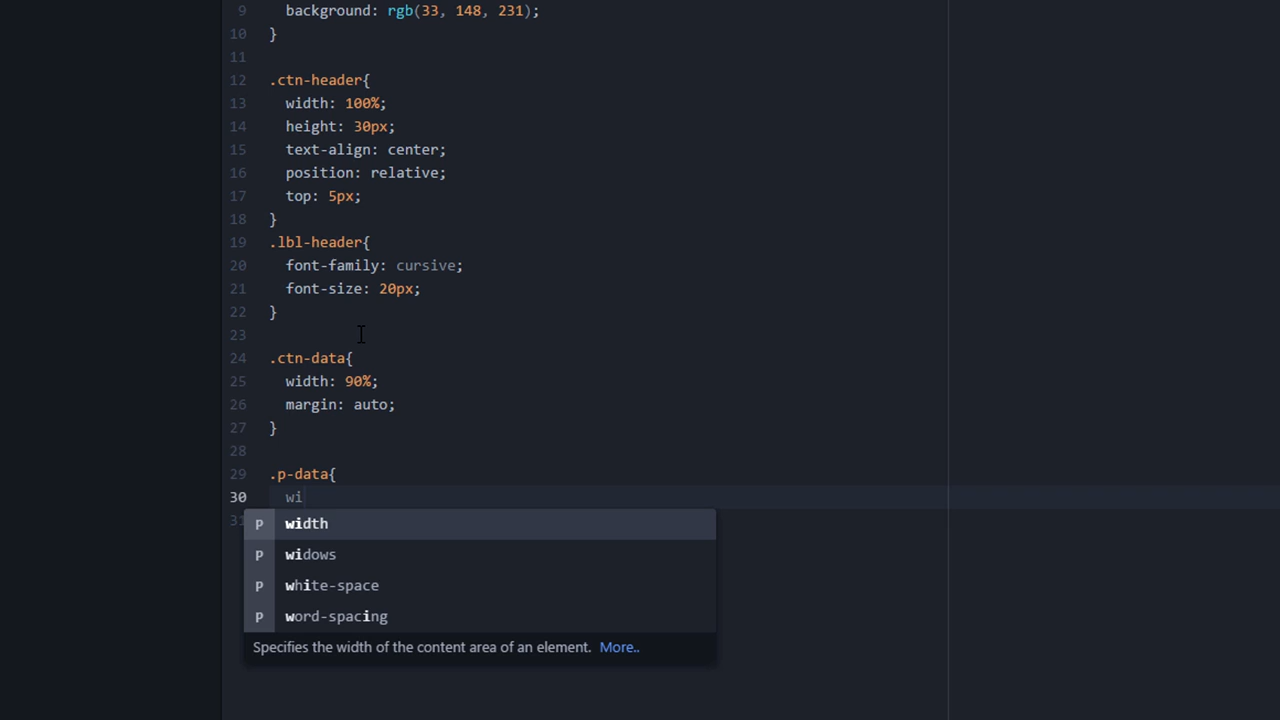 9 background: rgb(33, 148, 231);
10 }
11
12 .ctn-header{
13 width: 100%;
14 height: 30px;
15 text-align: center;
16 position: relative;
17 top: 5px;
18 }
19 .lbl-header{
20 font-family: cursive;
21 font-size: 20px;
22 }
23
24 .ctn-data{
25 width: 90%;
26 margin: auto;
27 }
28
29 .p-data{
30 wi
p width
p widows
p white-space
p word-spacing
Specifies the width of the content area of an element. More..